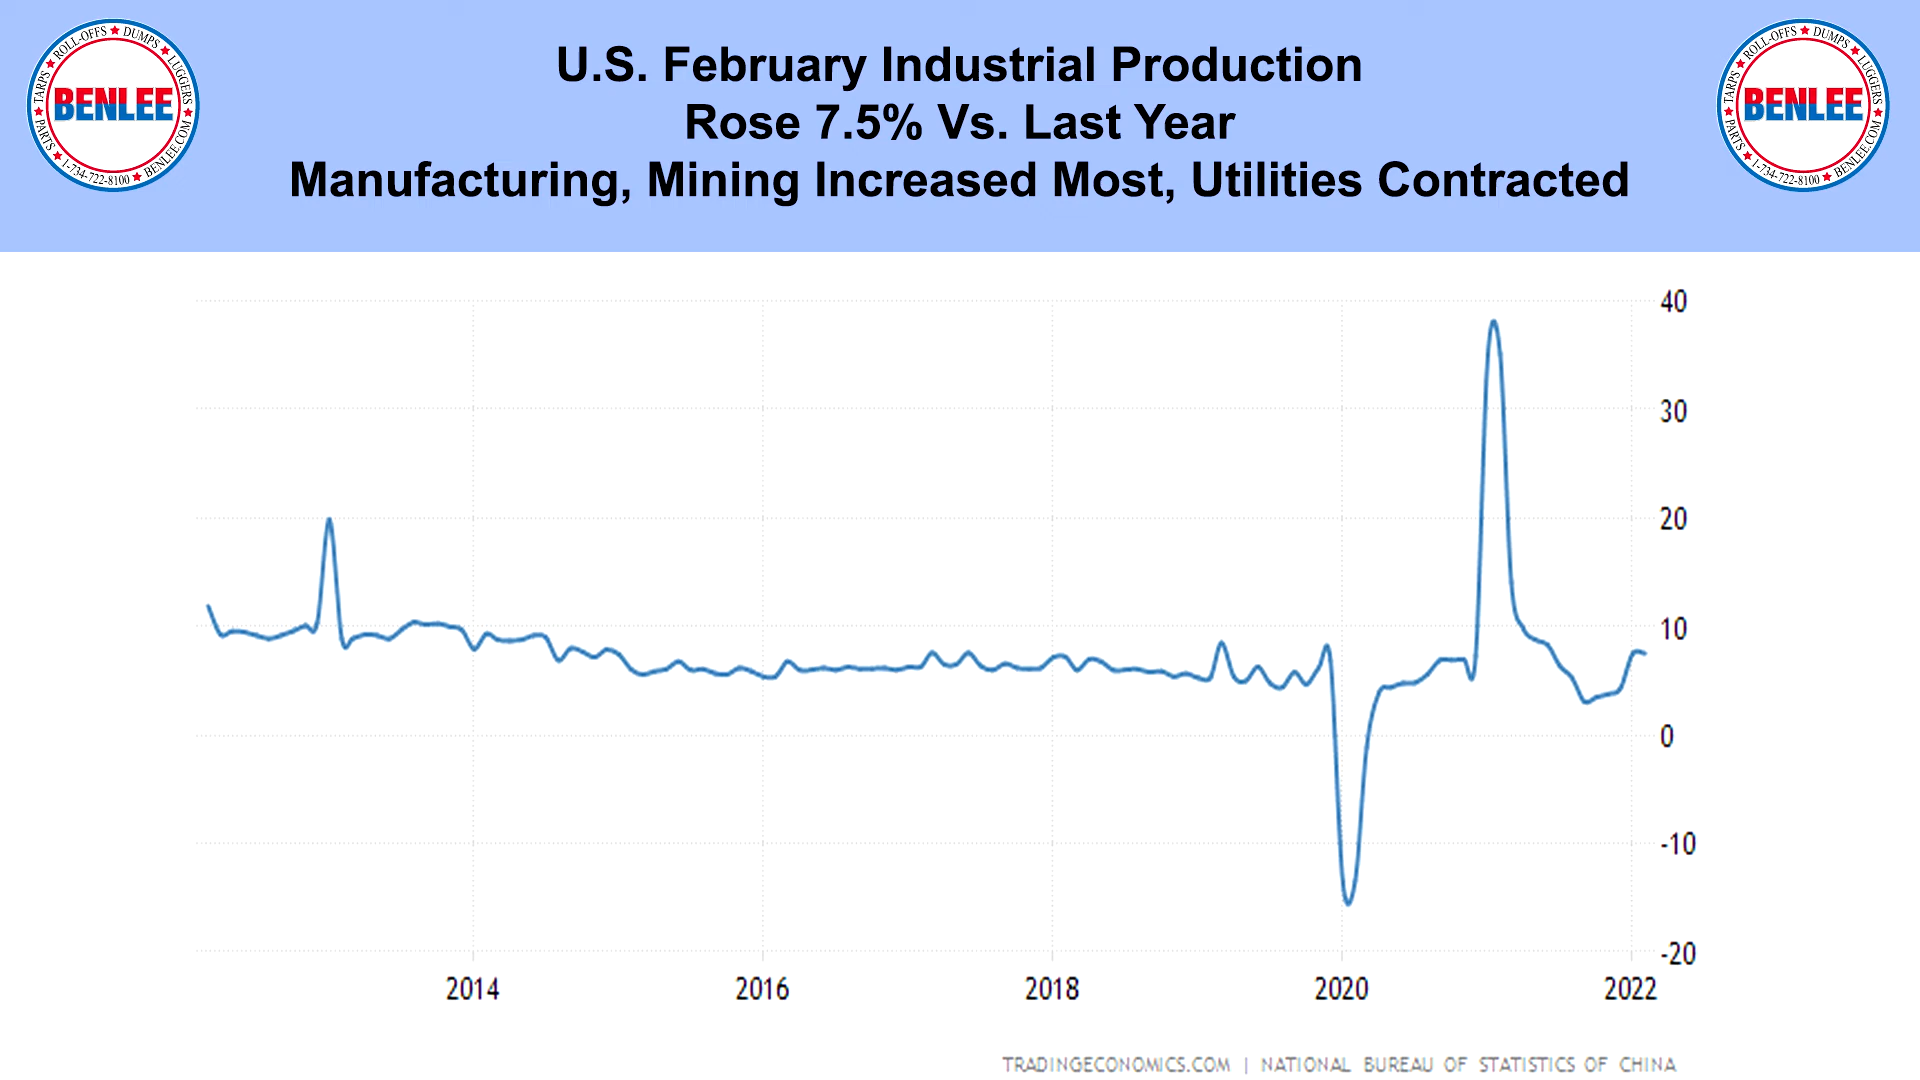 U.S. February Industrial Production
Rose 7.5% Vs. Last Year
Manufacturing, Mining Increased Most, Utilities Contracted
TARPS ★ ROLL-OFFS ★ DUMPS ★ LUGGERS ★
BENLEE
PARTS ★ 1-734-722-8100 ★ BENLEE.COM
TARPS ★ ROLL-OFFS ★ DUMPS ★ LUGGERS ★
BENLEE
PARTS ★ 1-734-722-8100 ★ BENLEE.COM
40
30
20
10
0
-10
-20
2014
2016
2018
2020
2022
TRADINGECONOMICS.COM | NATIONAL BUREAU OF STATISTICS OF CHINA